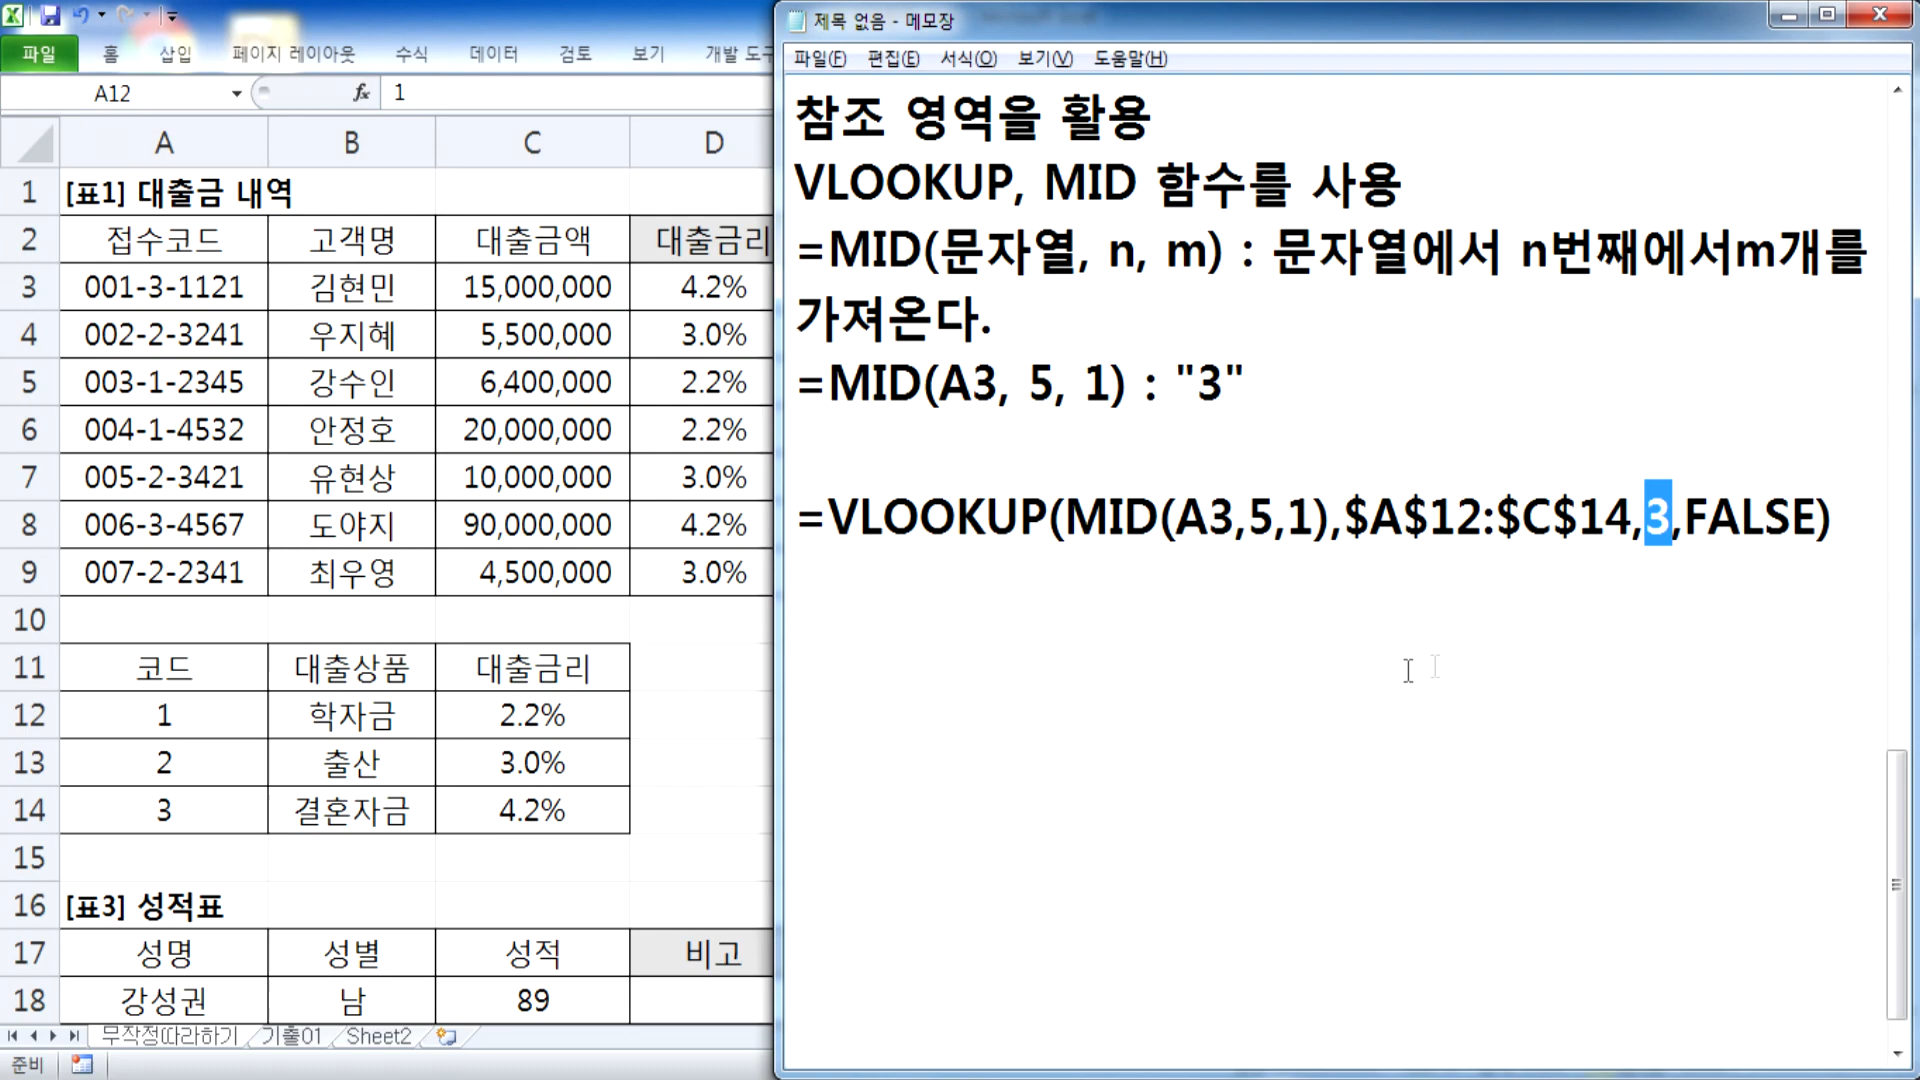 파일 홈 삽입 페이지 레이아웃 수식 데이터 검토 보기 개발 도구
A12 fx 1
A B C D
1 [표1] 대출금 내역
2 접수코드 고객명 대출금액 대출금리
3 001-3-1121 김현민 15,000,000 4.2%
4 002-2-3241 우지혜 5,500,000 3.0%
5 003-1-2345 강수인 6,400,000 2.2%
6 004-1-4532 안정호 20,000,000 2.2%
7 005-2-3421 유현상 10,000,000 3.0%
8 006-3-4567 도야지 90,000,000 4.2%
9 007-2-2341 최우영 4,500,000 3.0%
10
11 코드 대출상품 대출금리
12 1 학자금 2.2%
13 2 출산 3.0%
14 3 결혼자금 4.2%
15
16 [표3] 성적표
17 성명 성별 성적 비고
18 강성권 남 89
무작정따라하기 기출01 Sheet2
준비
제목 없음 - 메모장
파일(F) 편집(E) 서식(O) 보기(V) 도움말(H)
참조 영역을 활용
VLOOKUP, MID 함수를 사용
=MID(문자열, n, m) : 문자열에서 n번째에서m개를
가져온다.
=MID(A3, 5, 1) : "3"
=VLOOKUP(MID(A3,5,1),$A$12:$C$14,3,FALSE)